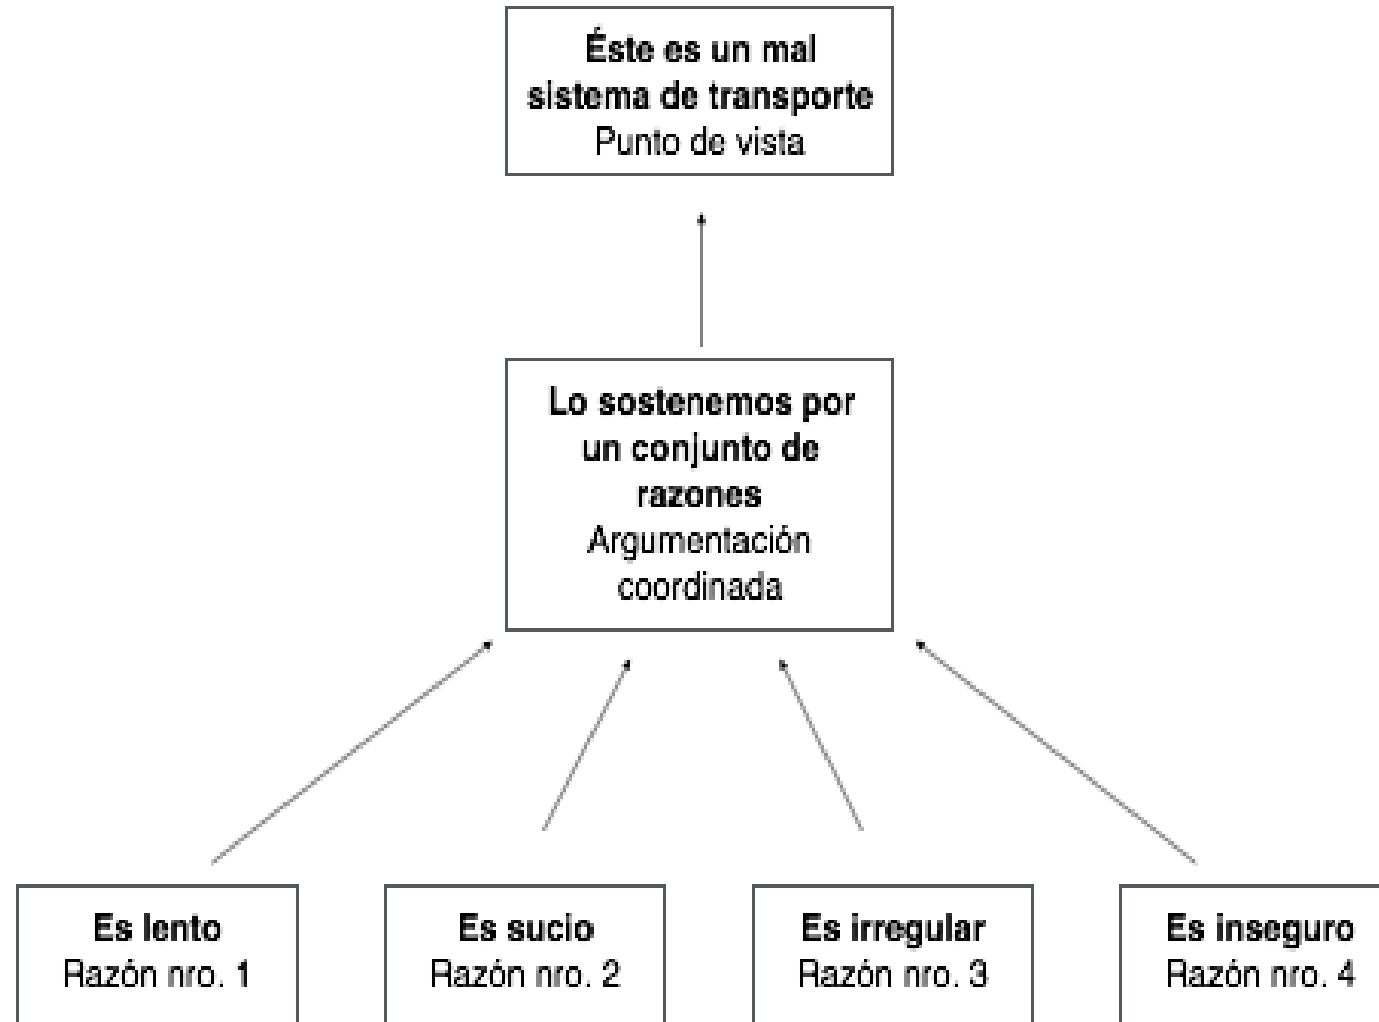 Éste es un mal
sistema de transporte
Punto de vista
Lo sostenemos por
un conjunto de
razones
Argumentación
coordinada
Es lento
Razón nro. 1
Es sucio
Razón nro. 2
Es irregular
Razón nro. 3
Es inseguro
Razón nro. 4